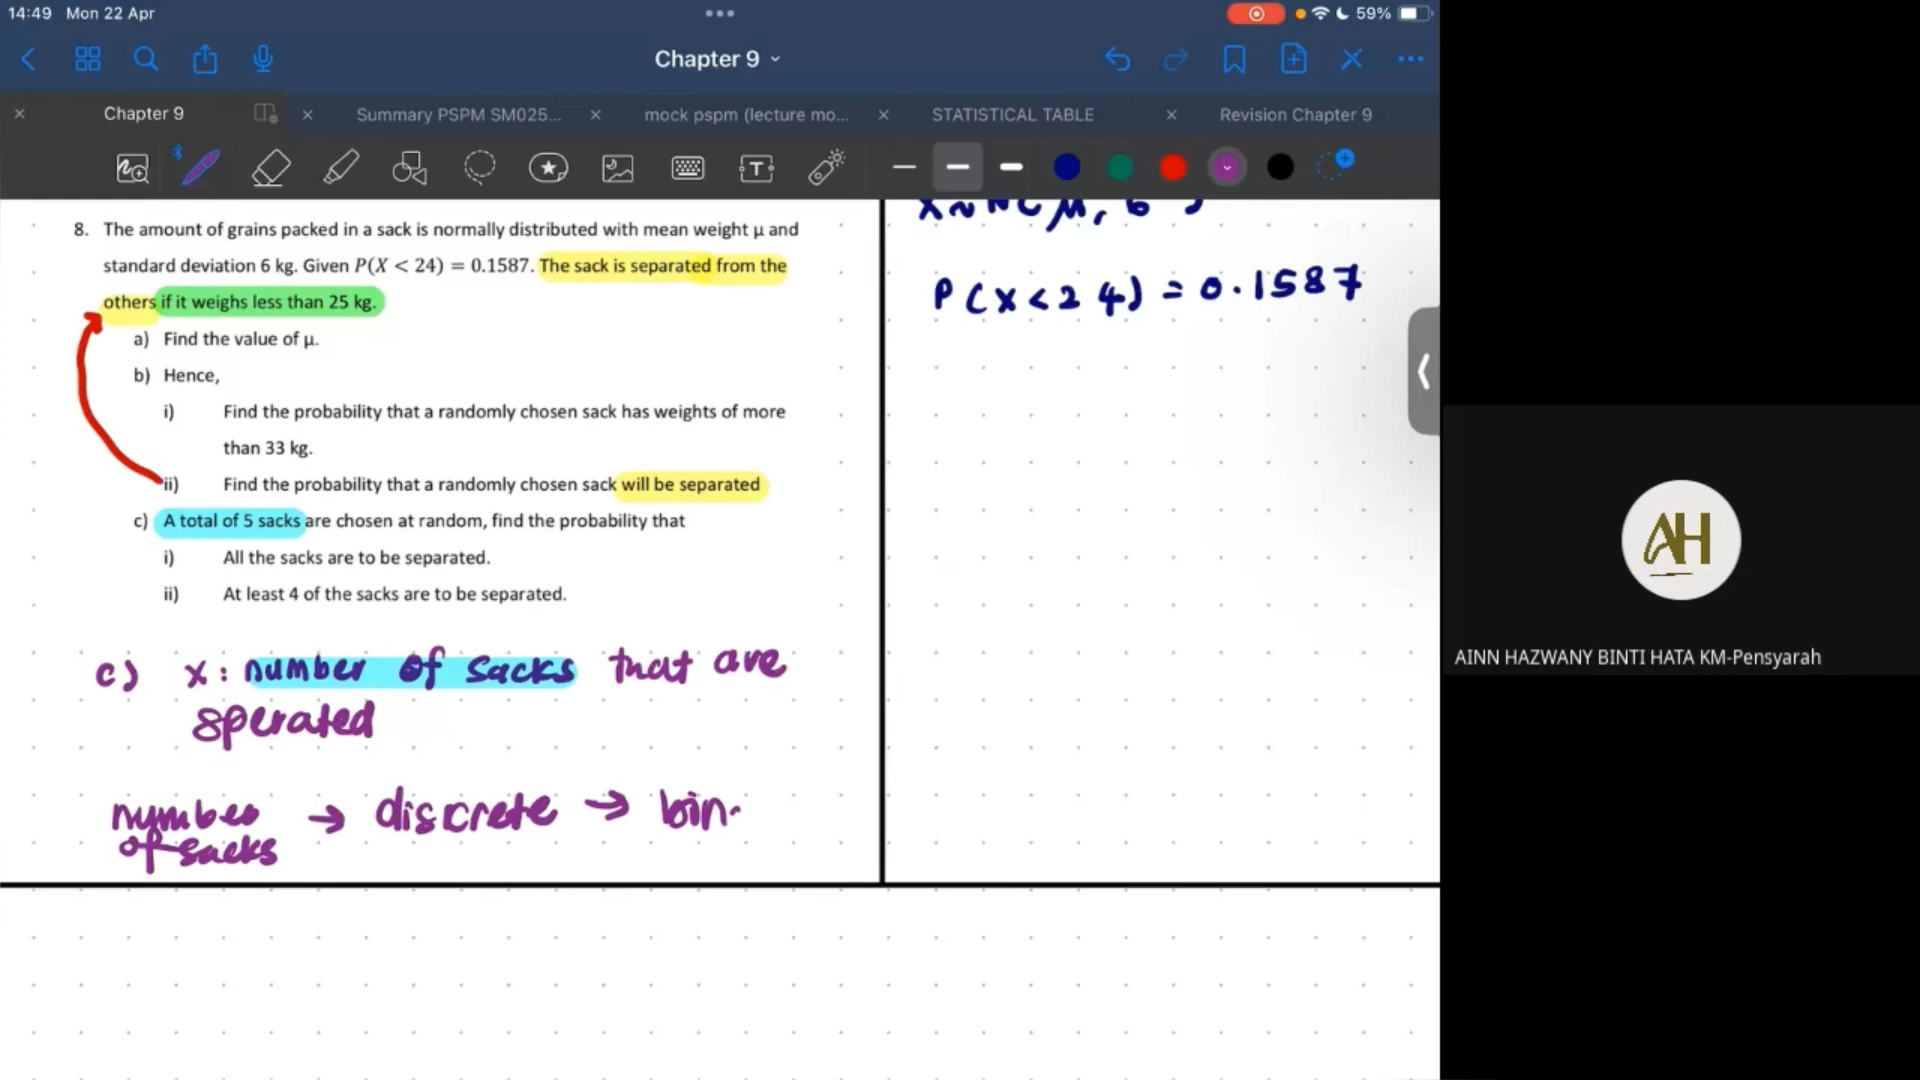 14:49 Mon 22 Apr
59%
Chapter 9
Chapter 9
Summary PSPM SM025...
mock pspm (lecture mo...
STATISTICAL TABLE
Revision Chapter 9
T
8. The amount of grains packed in a sack is normally distributed with mean weight μ and
standard deviation 6 kg. Given P(X < 24) = 0.1587. The sack is separated from the
others if it weighs less than 25 kg.
a) Find the value of μ.
b) Hence,
i) Find the probability that a randomly chosen sack has weights of more
than 33 kg.
ii) Find the probability that a randomly chosen sack will be separated
c) A total of 5 sacks are chosen at random, find the probability that
i) All the sacks are to be separated.
ii) At least 4 of the sacks are to be separated.
c) x : number of sacks that are
sperated
number → discrete → bin.
of sacks
P(x<24) = 0.1587
AH
AINN HAZWANY BINTI HATA KM-Pensyarah